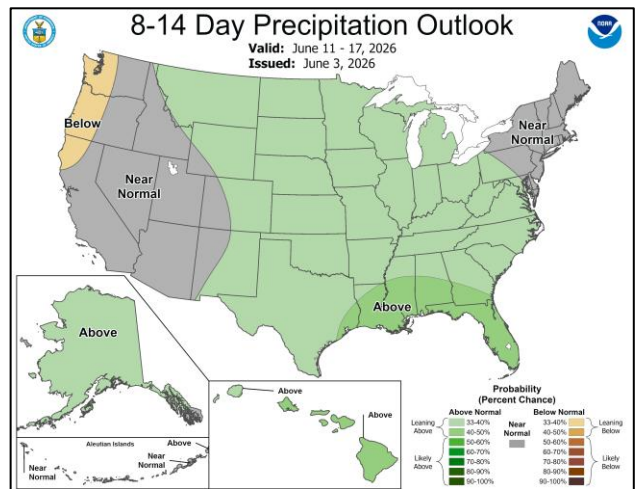 8-14 Day Precipitation Outlook
Valid: June 11 - 17, 2026
Issued: June 3, 2026
NOAA
Below
Near
Normal
Near
Normal
Above
Above
Aleutian Islands
Near
Normal
Near
Normal
Above
Above
Above
Probability
(Percent Chance)
Above Normal
Below Normal
Leaning
Above
33-40%
40-50%
Likely
Above
50-60%
60-70%
70-80%
80-90%
90-100%
Near
Normal
33-40%
40-50%
Leaning
Below
50-60%
60-70%
70-80%
80-90%
90-100%
Likely
Below